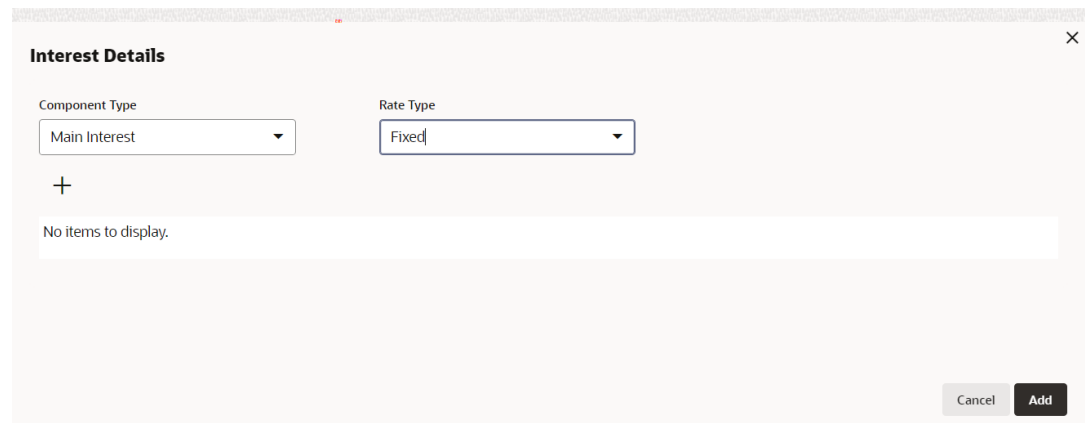 Interest Details
Component Type
Rate Type
Main Interest
Fixed
No items to display.
Cancel
Add